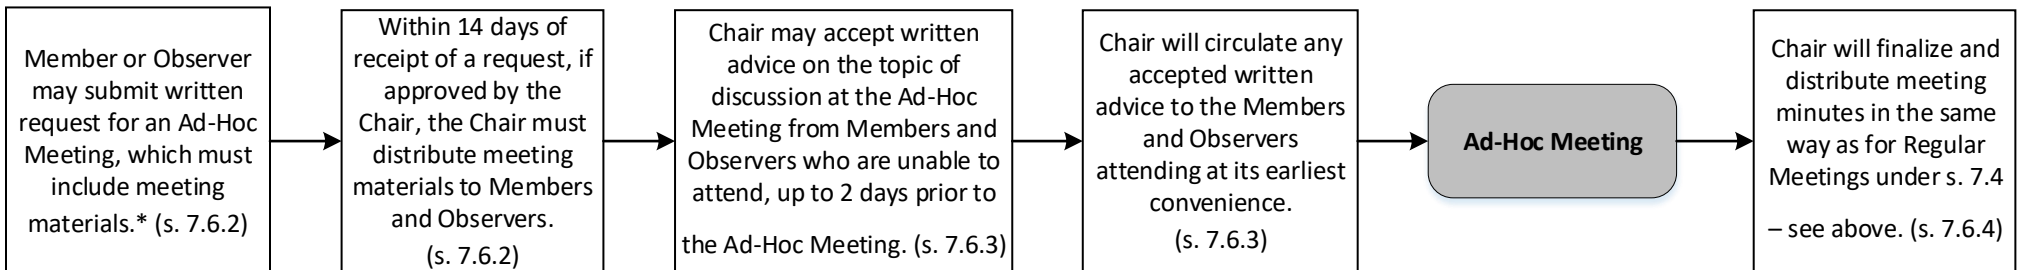 Member or Observer
may submit written
request for an Ad-Hoc
Meeting, which must
include meeting
materials.* (s. 7.6.2)
Within 14 days of
receipt of a request, if
approved by the
Chair, the Chair must
distribute meeting
materials to Members
and Observers.
(s. 7.6.2)
Chair may accept written
advice on the topic of
discussion at the Ad-Hoc
Meeting from Members and
Observers who are unable to
attend, up to 2 days prior to
the Ad-Hoc Meeting. (s. 7.6.3)
Chair will circulate any
accepted written
advice to the Members
and Observers
attending at its earliest
convenience.
(s. 7.6.3)
Ad-Hoc Meeting
Chair will finalize and
distribute meeting
minutes in the same
way as for Regular
Meetings under s. 7.4
– see above. (s. 7.6.4)